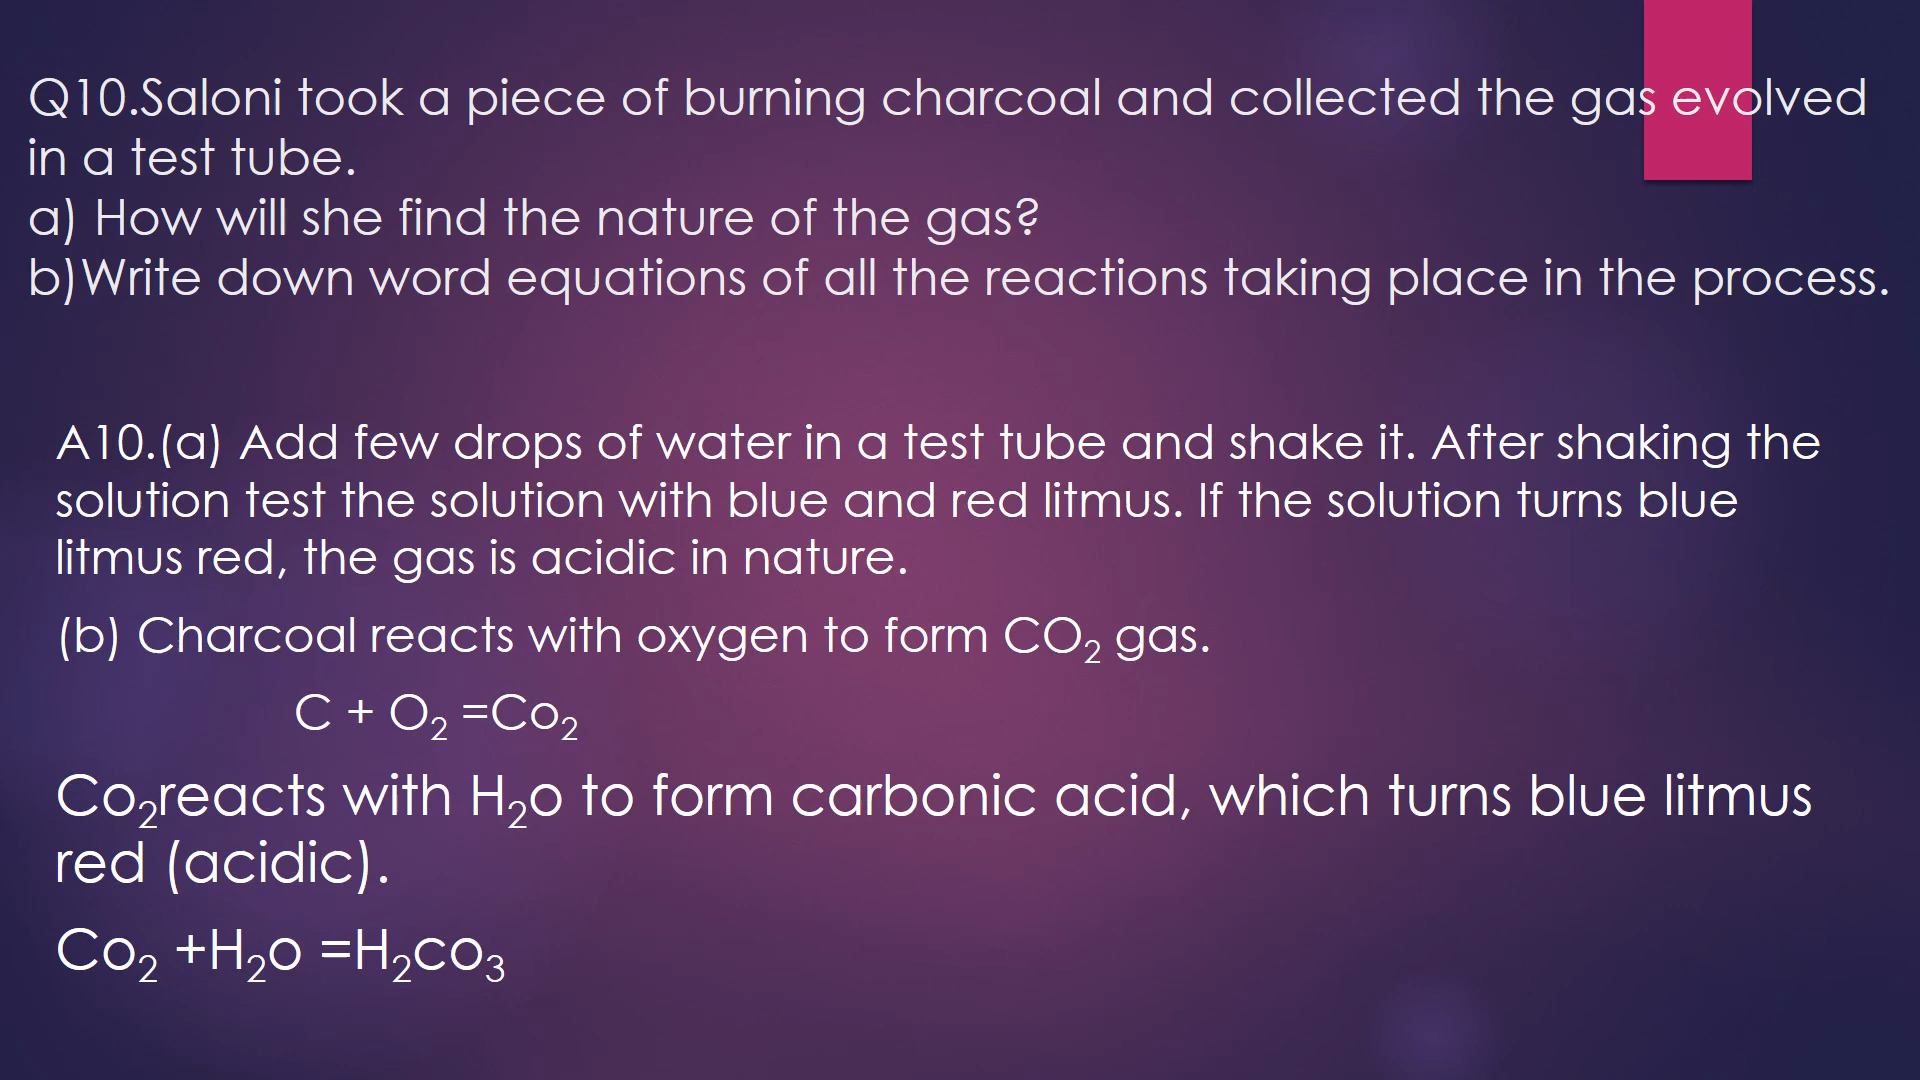 Q10.Saloni took a piece of burning charcoal and collected the gas evolved
in a test tube.
a) How will she find the nature of the gas?
b)Write down word equations of all the reactions taking place in the process.
A10.(a) Add few drops of water in a test tube and shake it. After shaking the
solution test the solution with blue and red litmus. If the solution turns blue
litmus red, the gas is acidic in nature.
(b) Charcoal reacts with oxygen to form CO₂ gas.
C + O₂ =Co₂
Co₂reacts with H₂o to form carbonic acid, which turns blue litmus
red (acidic).
Co₂ +H₂o =H₂co₃